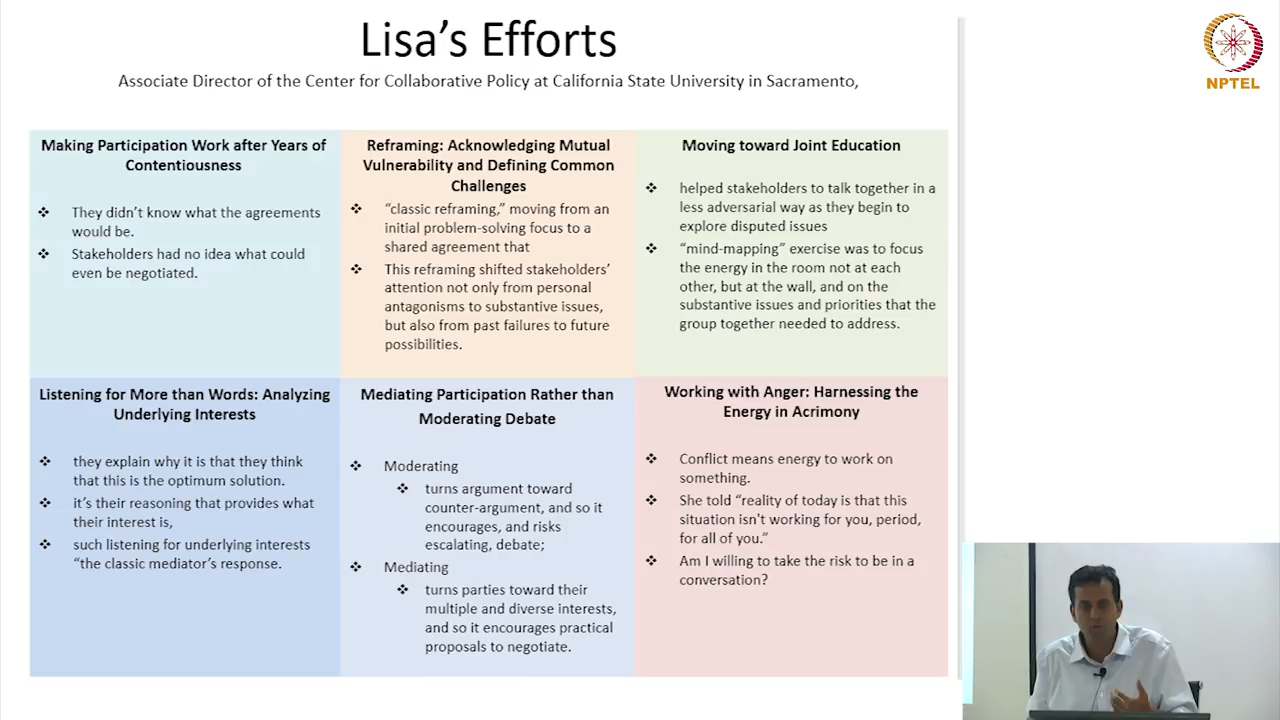 Lisa's Efforts
Associate Director of the Center for Collaborative Policy at California State University in Sacramento,
NPTEL
Making Participation Work after Years of
Contentiousness
❖ They didn't know what the agreements
would be.
❖ Stakeholders had no idea what could
even be negotiated.
Reframing: Acknowledging Mutual
Vulnerability and Defining Common
Challenges
❖ “classic reframing,” moving from an
initial problem-solving focus to a
shared agreement that
❖ This reframing shifted stakeholders'
attention not only from personal
antagonisms to substantive issues,
but also from past failures to future
possibilities.
Moving toward Joint Education
❖ helped stakeholders to talk together in a
less adversarial way as they begin to
explore disputed issues
❖ “mind-mapping” exercise was to focus
the energy in the room not at each
other, but at the wall, and on the
substantive issues and priorities that the
group together needed to address.
Listening for More than Words: Analyzing
Underlying Interests
❖ they explain why it is that they think
that this is the optimum solution.
❖ it's their reasoning that provides what
their interest is,
❖ such listening for underlying interests
“the classic mediator's response.
Mediating Participation Rather than
Moderating Debate
❖ Moderating
❖ turns argument toward
counter-argument, and so it
encourages, and risks
escalating, debate;
❖ Mediating
❖ turns parties toward their
multiple and diverse interests,
and so it encourages practical
proposals to negotiate.
Working with Anger: Harnessing the
Energy in Acrimony
❖ Conflict means energy to work on
something.
❖ She told “reality of today is that this
situation isn't working for you, period,
for all of you.”
❖ Am I willing to take the risk to be in a
conversation?